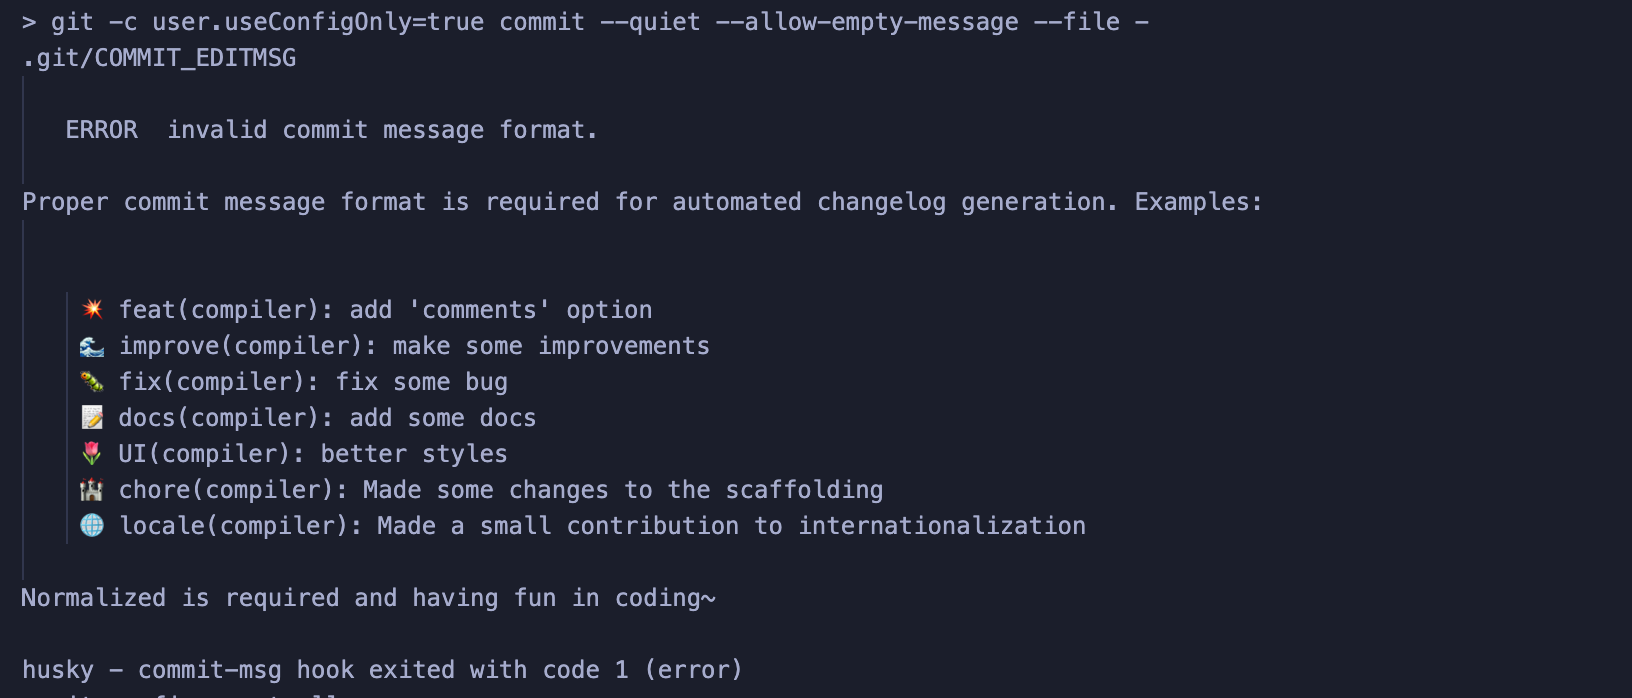 > git -c user.useConfigOnly=true commit --quiet --allow-empty-message --file -
.git/COMMIT_EDITMSG
ERROR  invalid commit message format.
Proper commit message format is required for automated changelog generation. Examples:
💥 feat(compiler): add 'comments' option
🌊 improve(compiler): make some improvements
🐛 fix(compiler): fix some bug
📝 docs(compiler): add some docs
🌷 UI(compiler): better styles
🏰 chore(compiler): Made some changes to the scaffolding
🌐 locale(compiler): Made a small contribution to internationalization
Normalized is required and having fun in coding~
husky - commit-msg hook exited with code 1 (error)